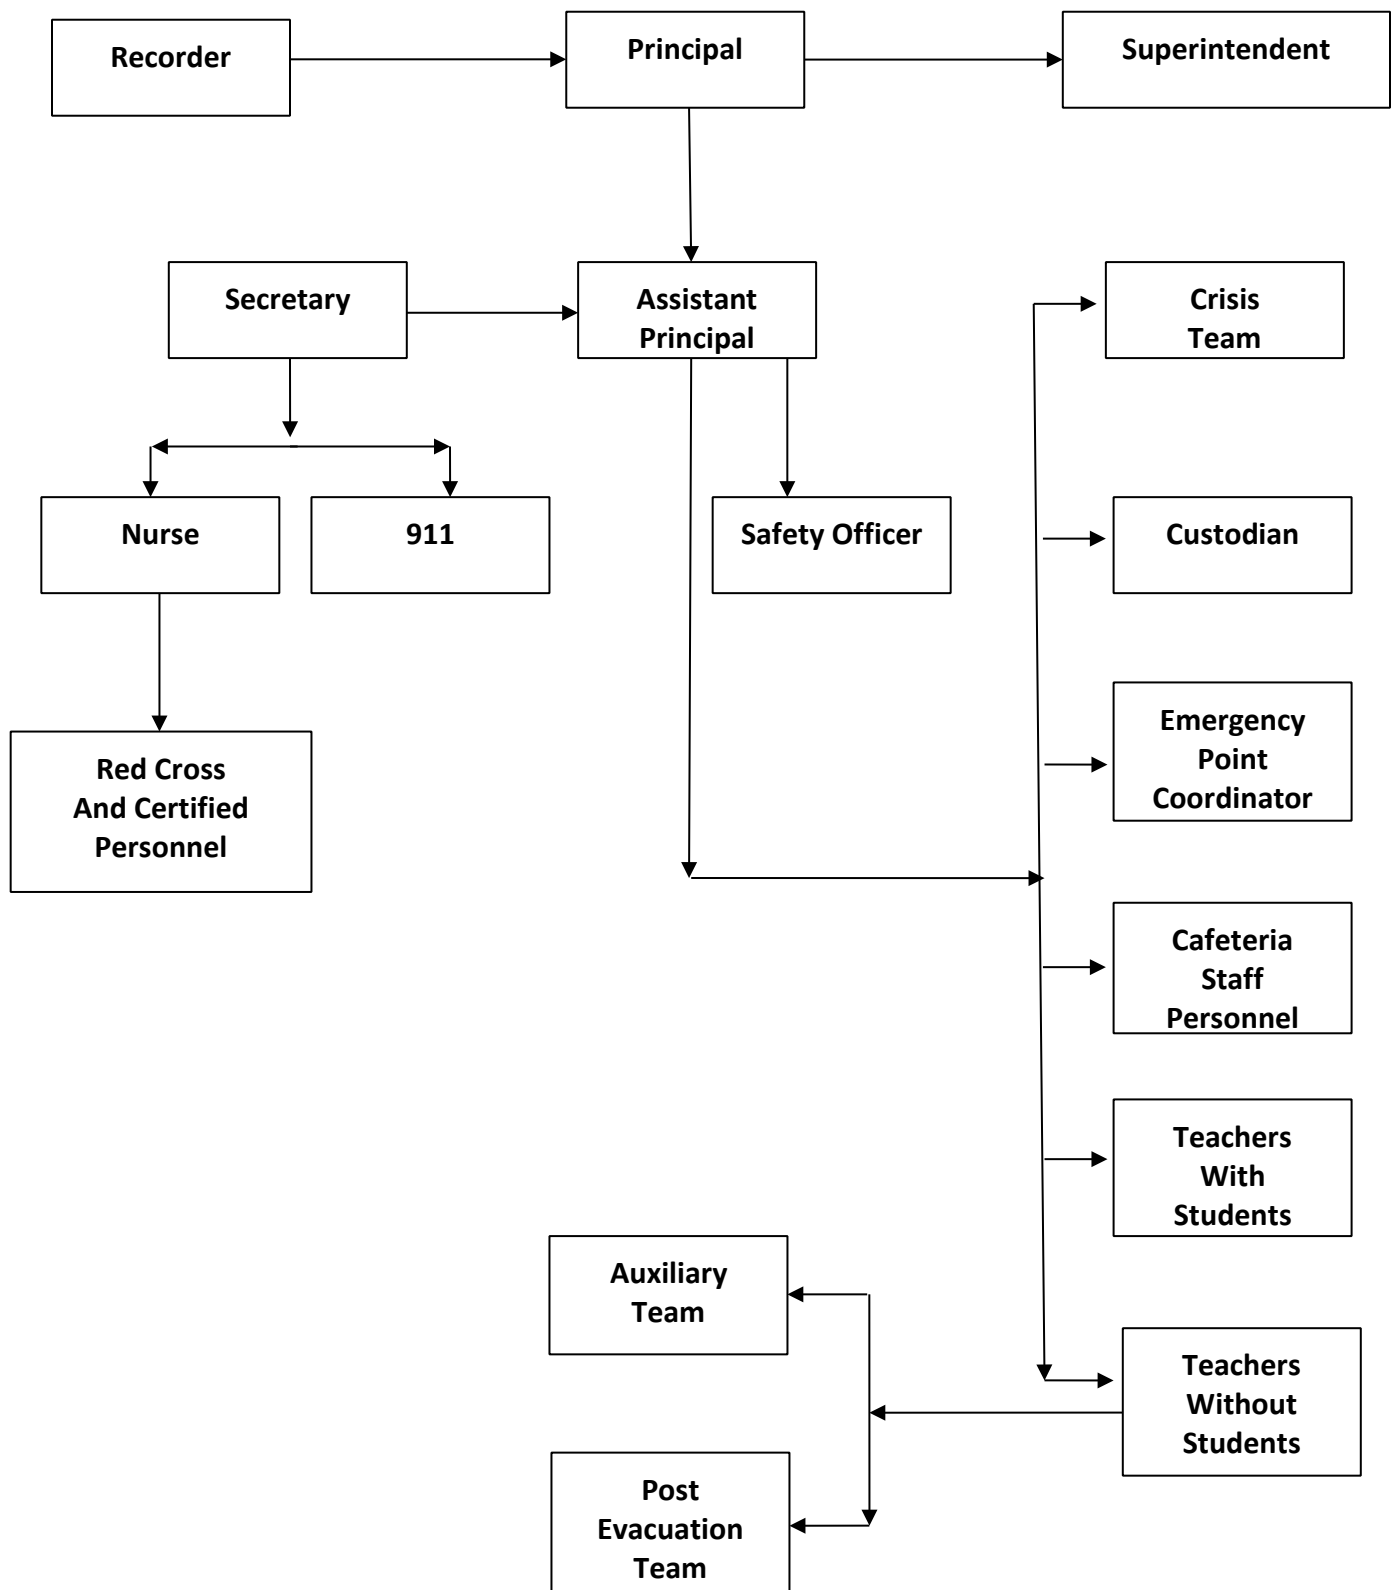 Recorder
Principal
Superintendent
Secretary
Assistant
Principal
Crisis
Team
Nurse
911
Safety Officer
Custodian
Red Cross
And Certified
Personnel
Emergency
Point
Coordinator
Cafeteria
Staff
Personnel
Teachers
With
Students
Auxiliary
Team
Teachers
Without
Students
Post
Evacuation
Team